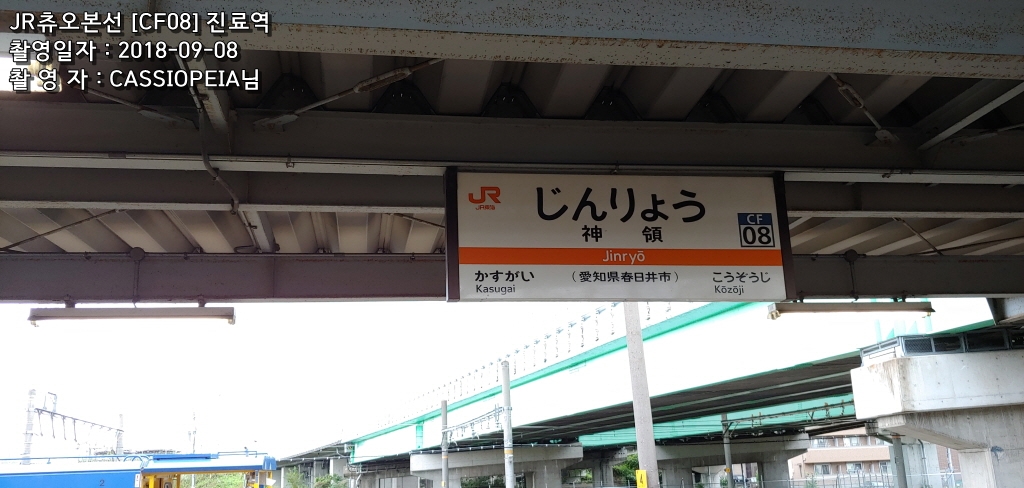 JR츄오본선 [CF08] 진료역
촬영일자 : 2018-09-08
촬 영 자 : CASSIOPEIA님
JR
JR東海
じんりょう
神領
CF
08
Jinryō
かすがい
（愛知県春日井市）
こうぞうじ
Kasugai
Kōzōji
2
4